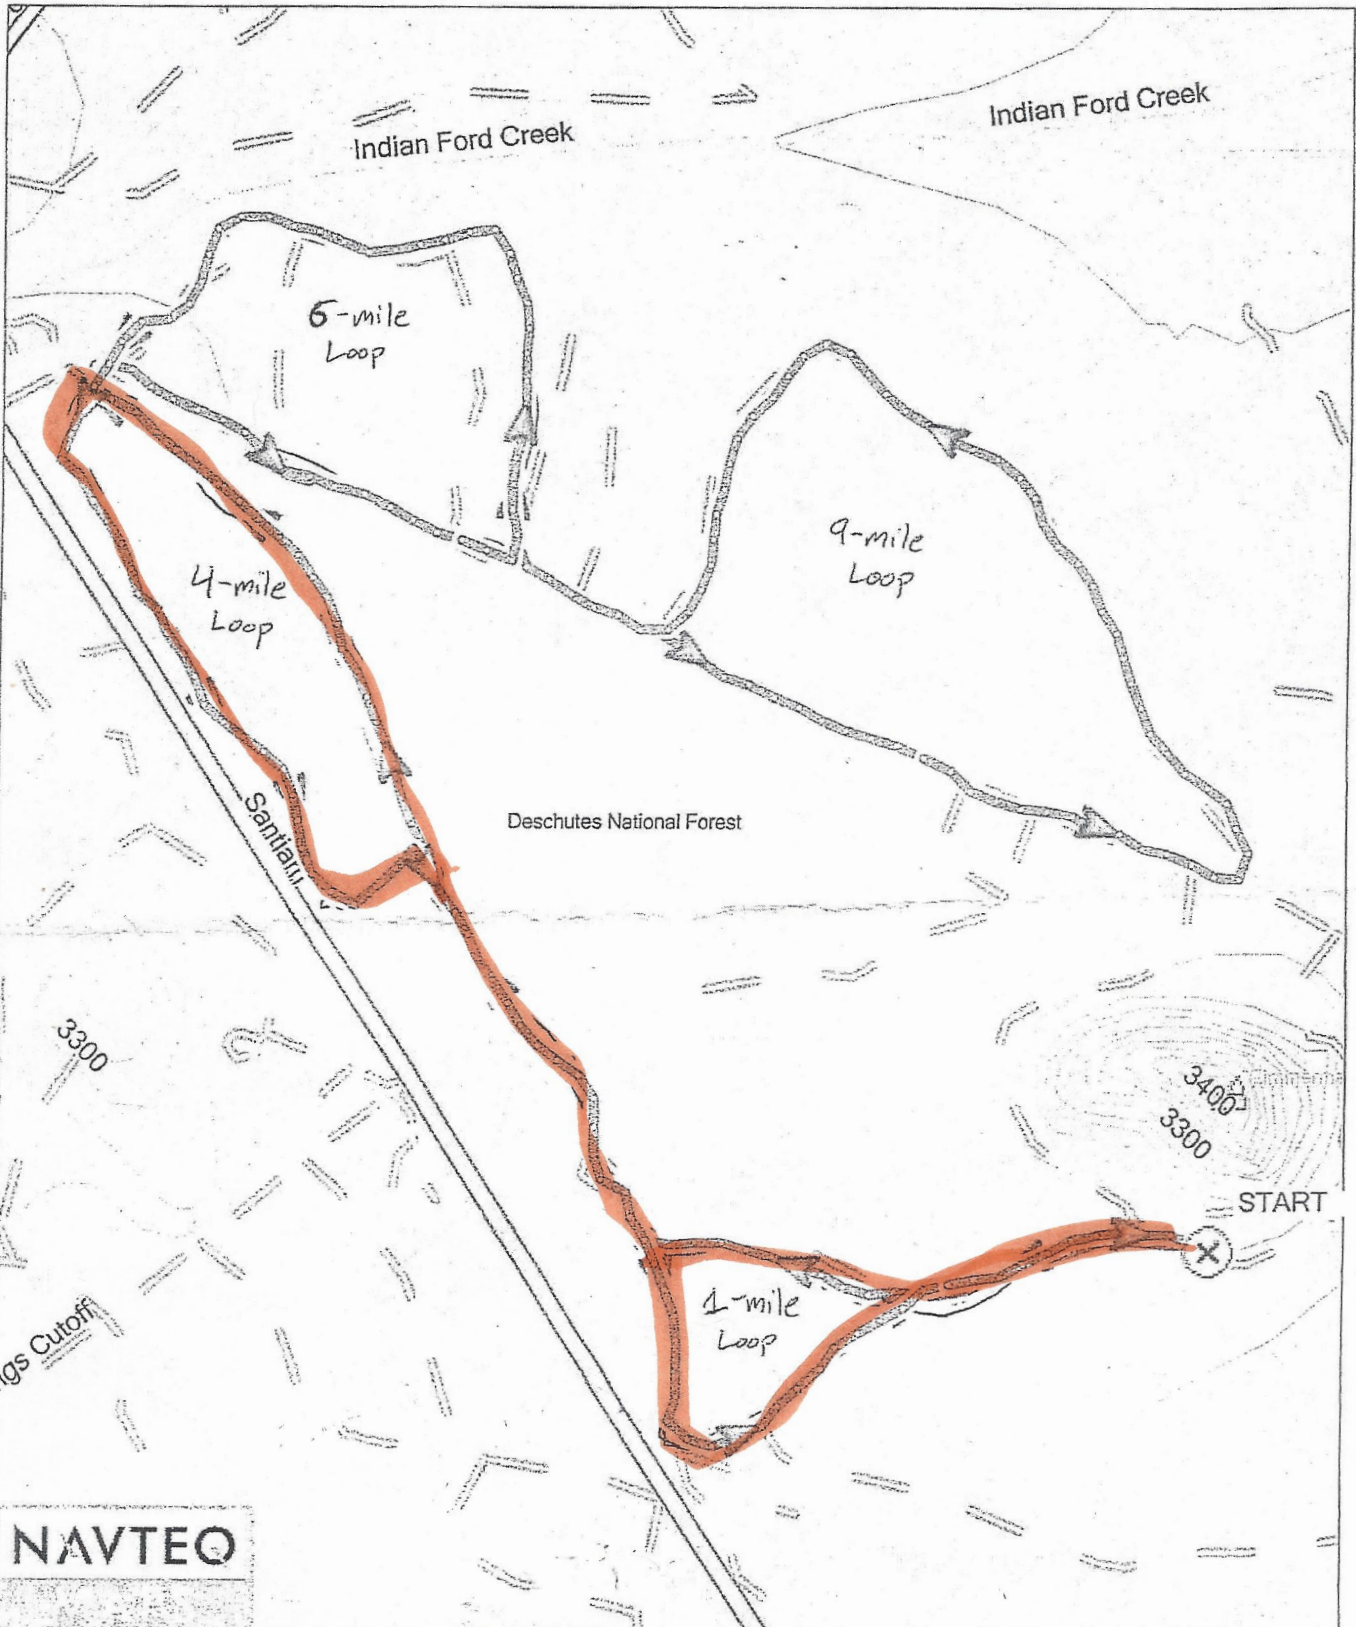 Indian Ford Creek
Indian Ford Creek
6-mile
Loop
9-mile
Loop
4-mile
Loop
Deschutes National Forest
3300
3400
3300
START
1-mile
Loop
Cutoff
NAVTEQ